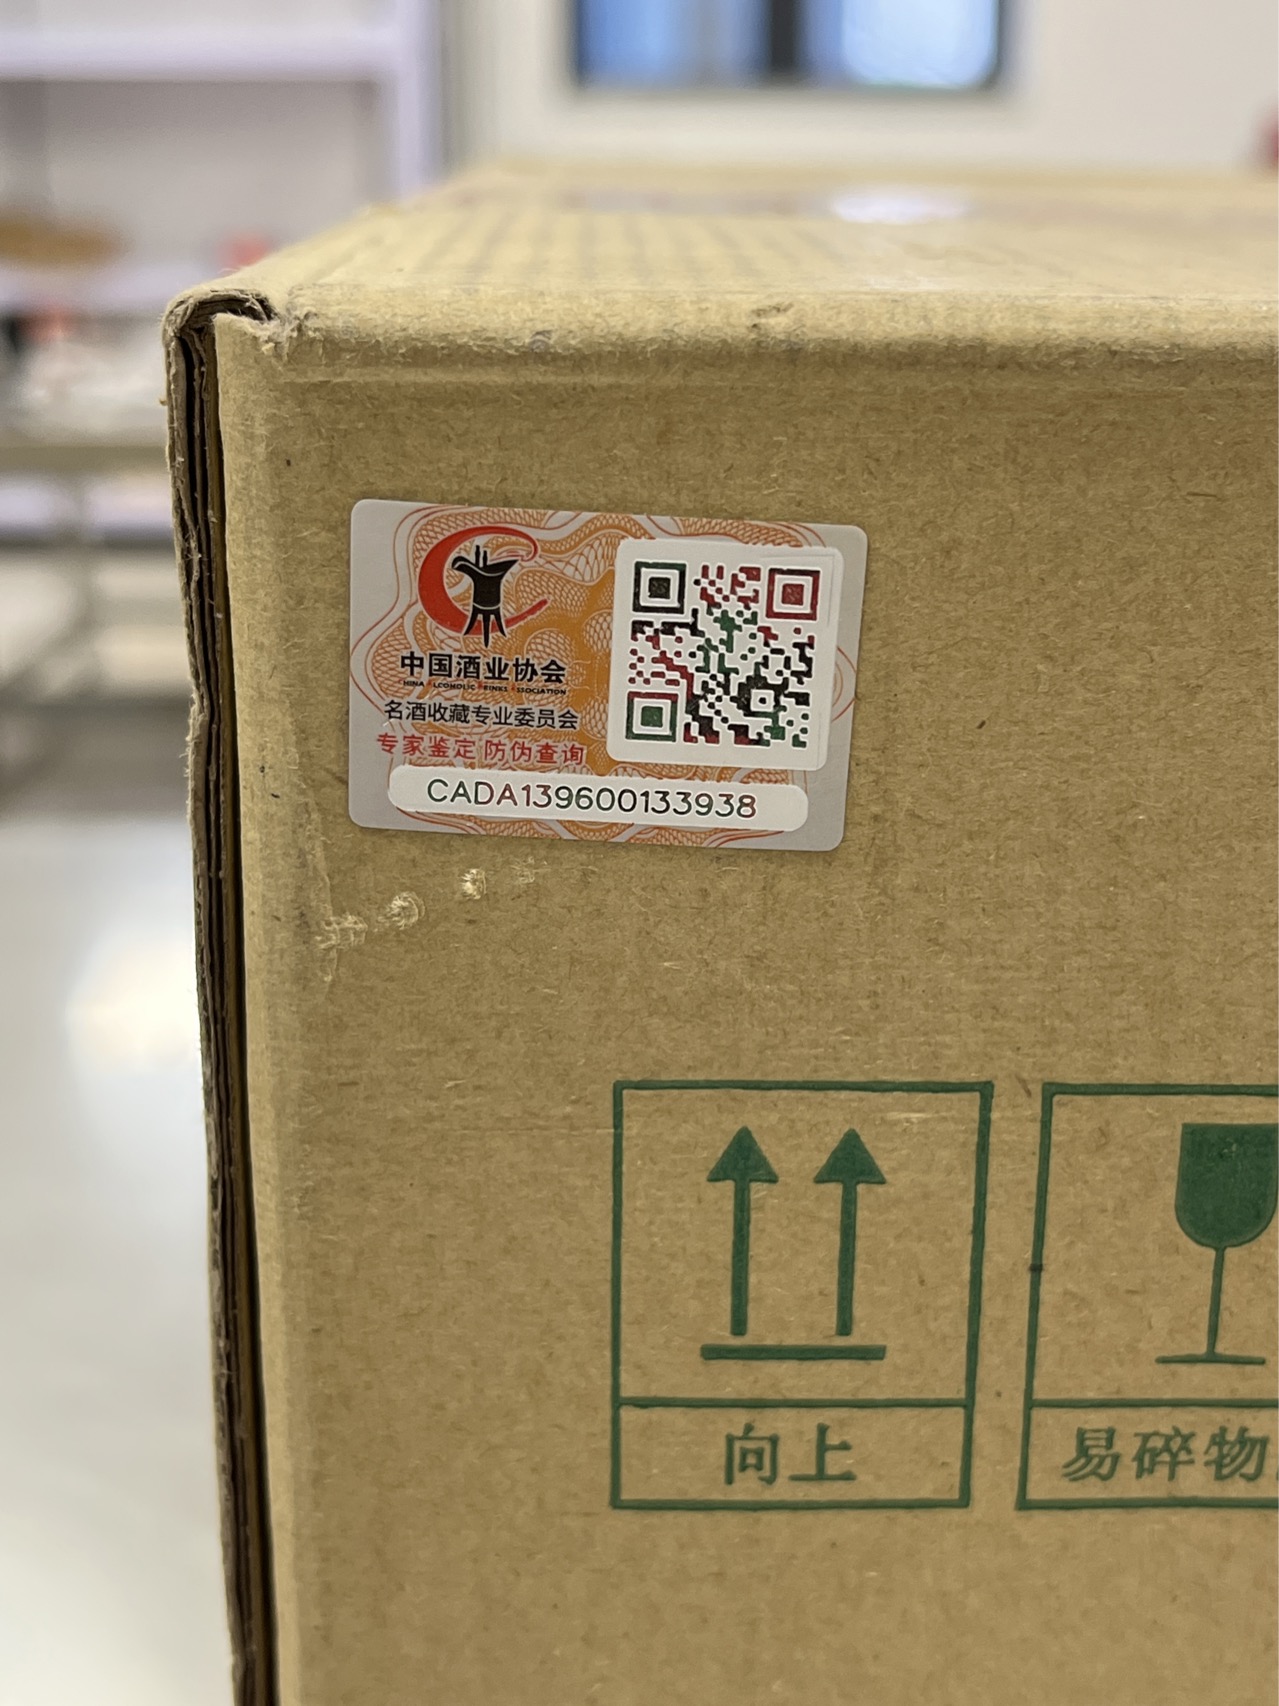 中国酒业协会
名酒收藏专业委员会
专家鉴定 防伪查询
CADA139600133938
向上
易碎物